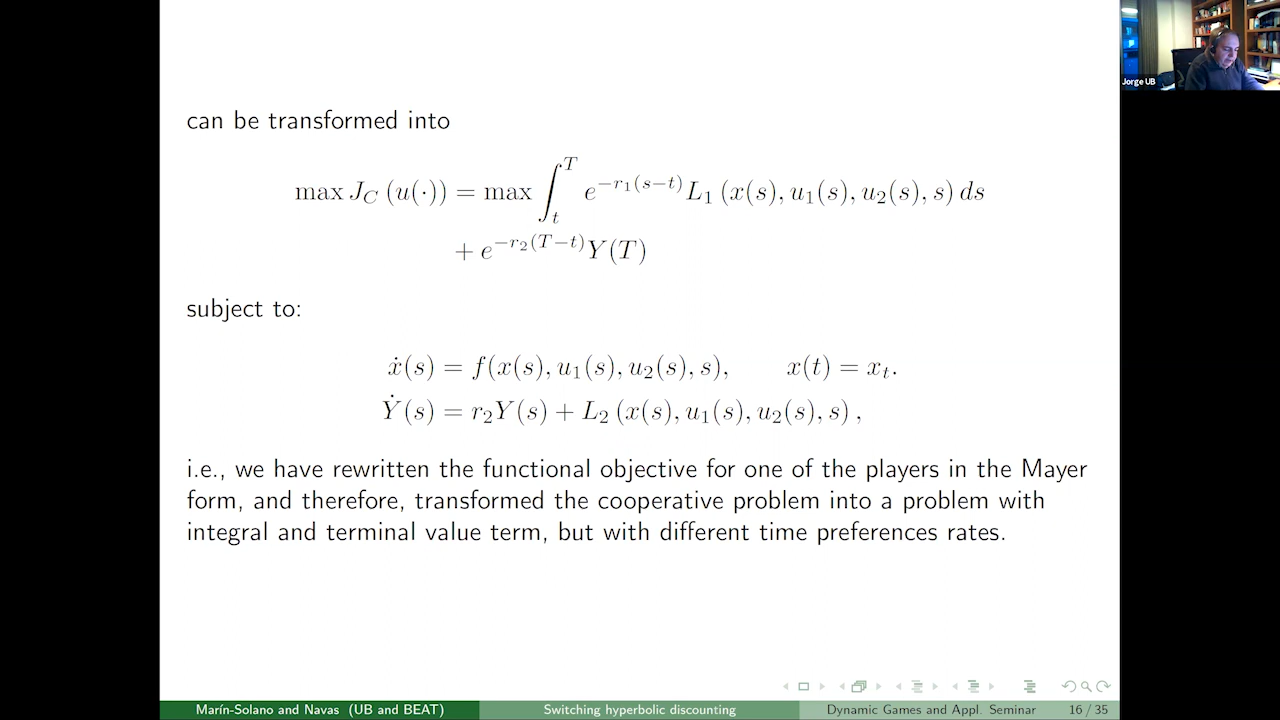 can be transformed into
max J_C (u(·)) = max ∫_t^T e^{−r_1(s−t)} L_1 (x(s), u_1(s), u_2(s), s) ds
+ e^{−r_2(T−t)} Y(T)
subject to:
ẋ(s) = f(x(s), u_1(s), u_2(s), s), x(t) = x_t.
Ẏ(s) = r_2 Y(s) + L_2 (x(s), u_1(s), u_2(s), s) ,
i.e., we have rewritten the functional objective for one of the players in the Mayer
form, and therefore, transformed the cooperative problem into a problem with
integral and terminal value term, but with different time preferences rates.
Marín-Solano and Navas (UB and BEAT) Switching hyperbolic discounting Dynamic Games and Appl. Seminar 16 / 35
Jorge UB